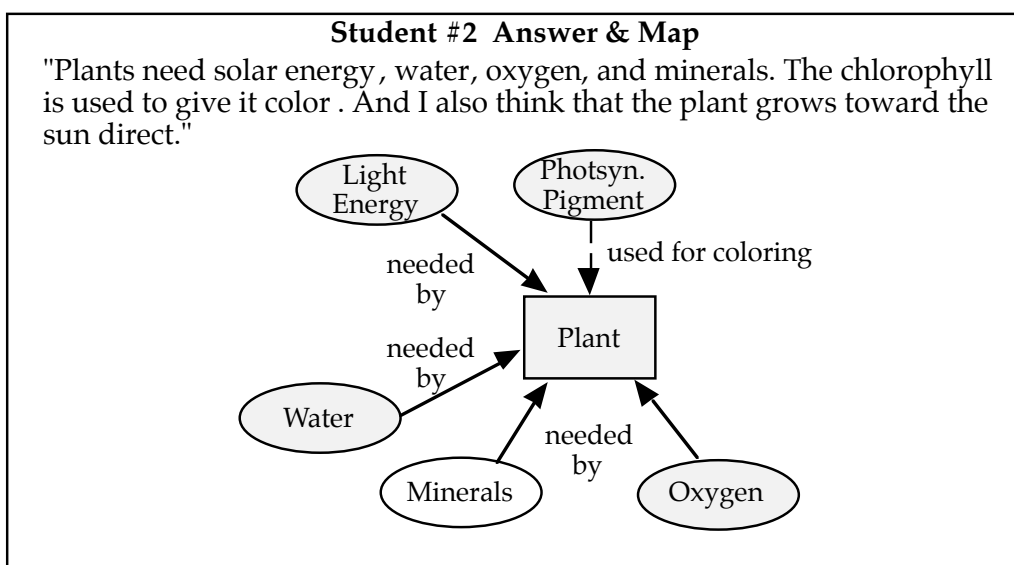 Student #2 Answer & Map
"Plants need solar energy, water, oxygen, and minerals. The chlorophyll
is used to give it color . And I also think that the plant grows toward the
sun direct."
Light
Energy
Photsyn.
Pigment
needed
by
used for coloring
Plant
needed
by
Water
needed
by
Minerals
Oxygen